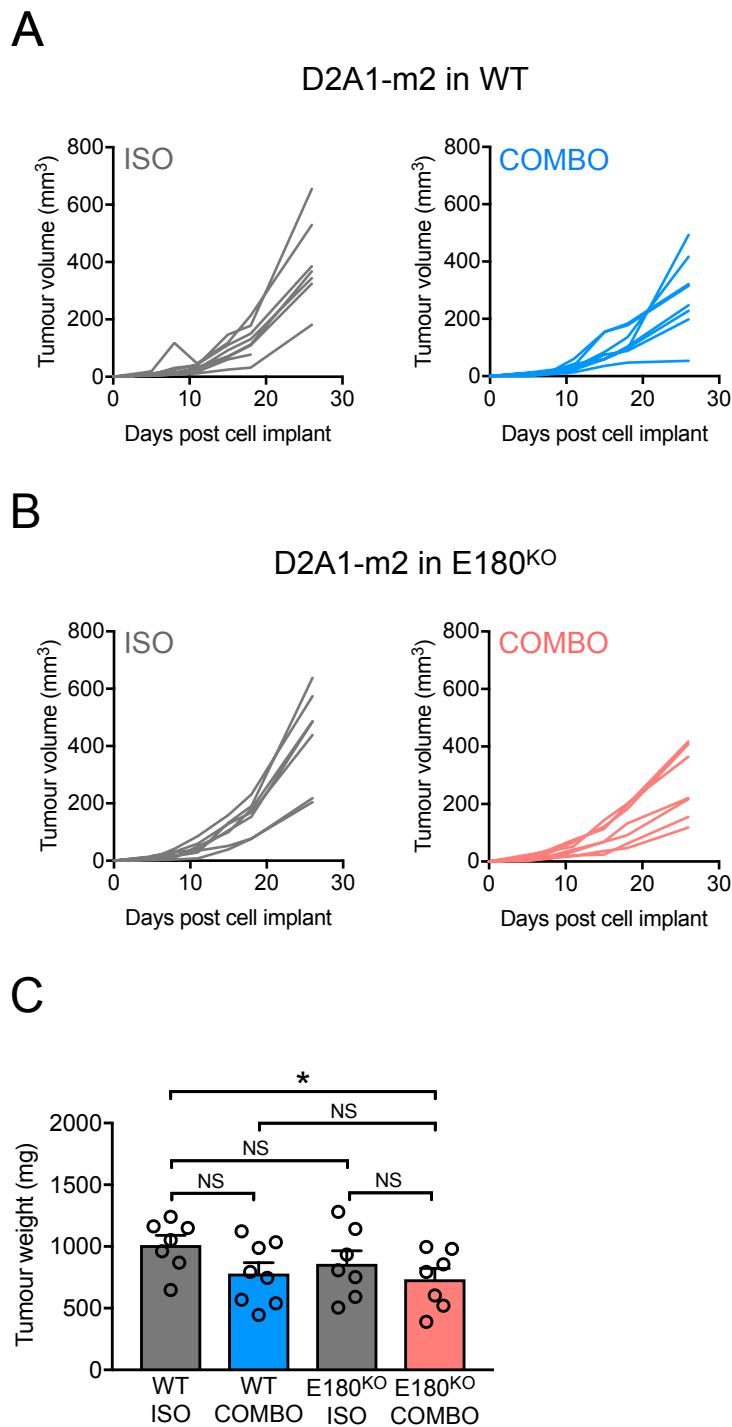 A
D2A1-m2 in WT
ISO
Tumour volume (mm³)
800
600
400
200
0
0 10 20 30
Days post cell implant
COMBO
Tumour volume (mm³)
800
600
400
200
0
0 10 20 30
Days post cell implant
B
D2A1-m2 in E180ᴷᴼ
ISO
Tumour volume (mm³)
800
600
400
200
0
0 10 20 30
Days post cell implant
COMBO
Tumour volume (mm³)
800
600
400
200
0
0 10 20 30
Days post cell implant
C
*
NS
NS
NS NS
Tumour weight (mg)
2000
1500
1000
500
0
WT WT E180ᴷᴼ E180ᴷᴼ
ISO COMBO ISO COMBO